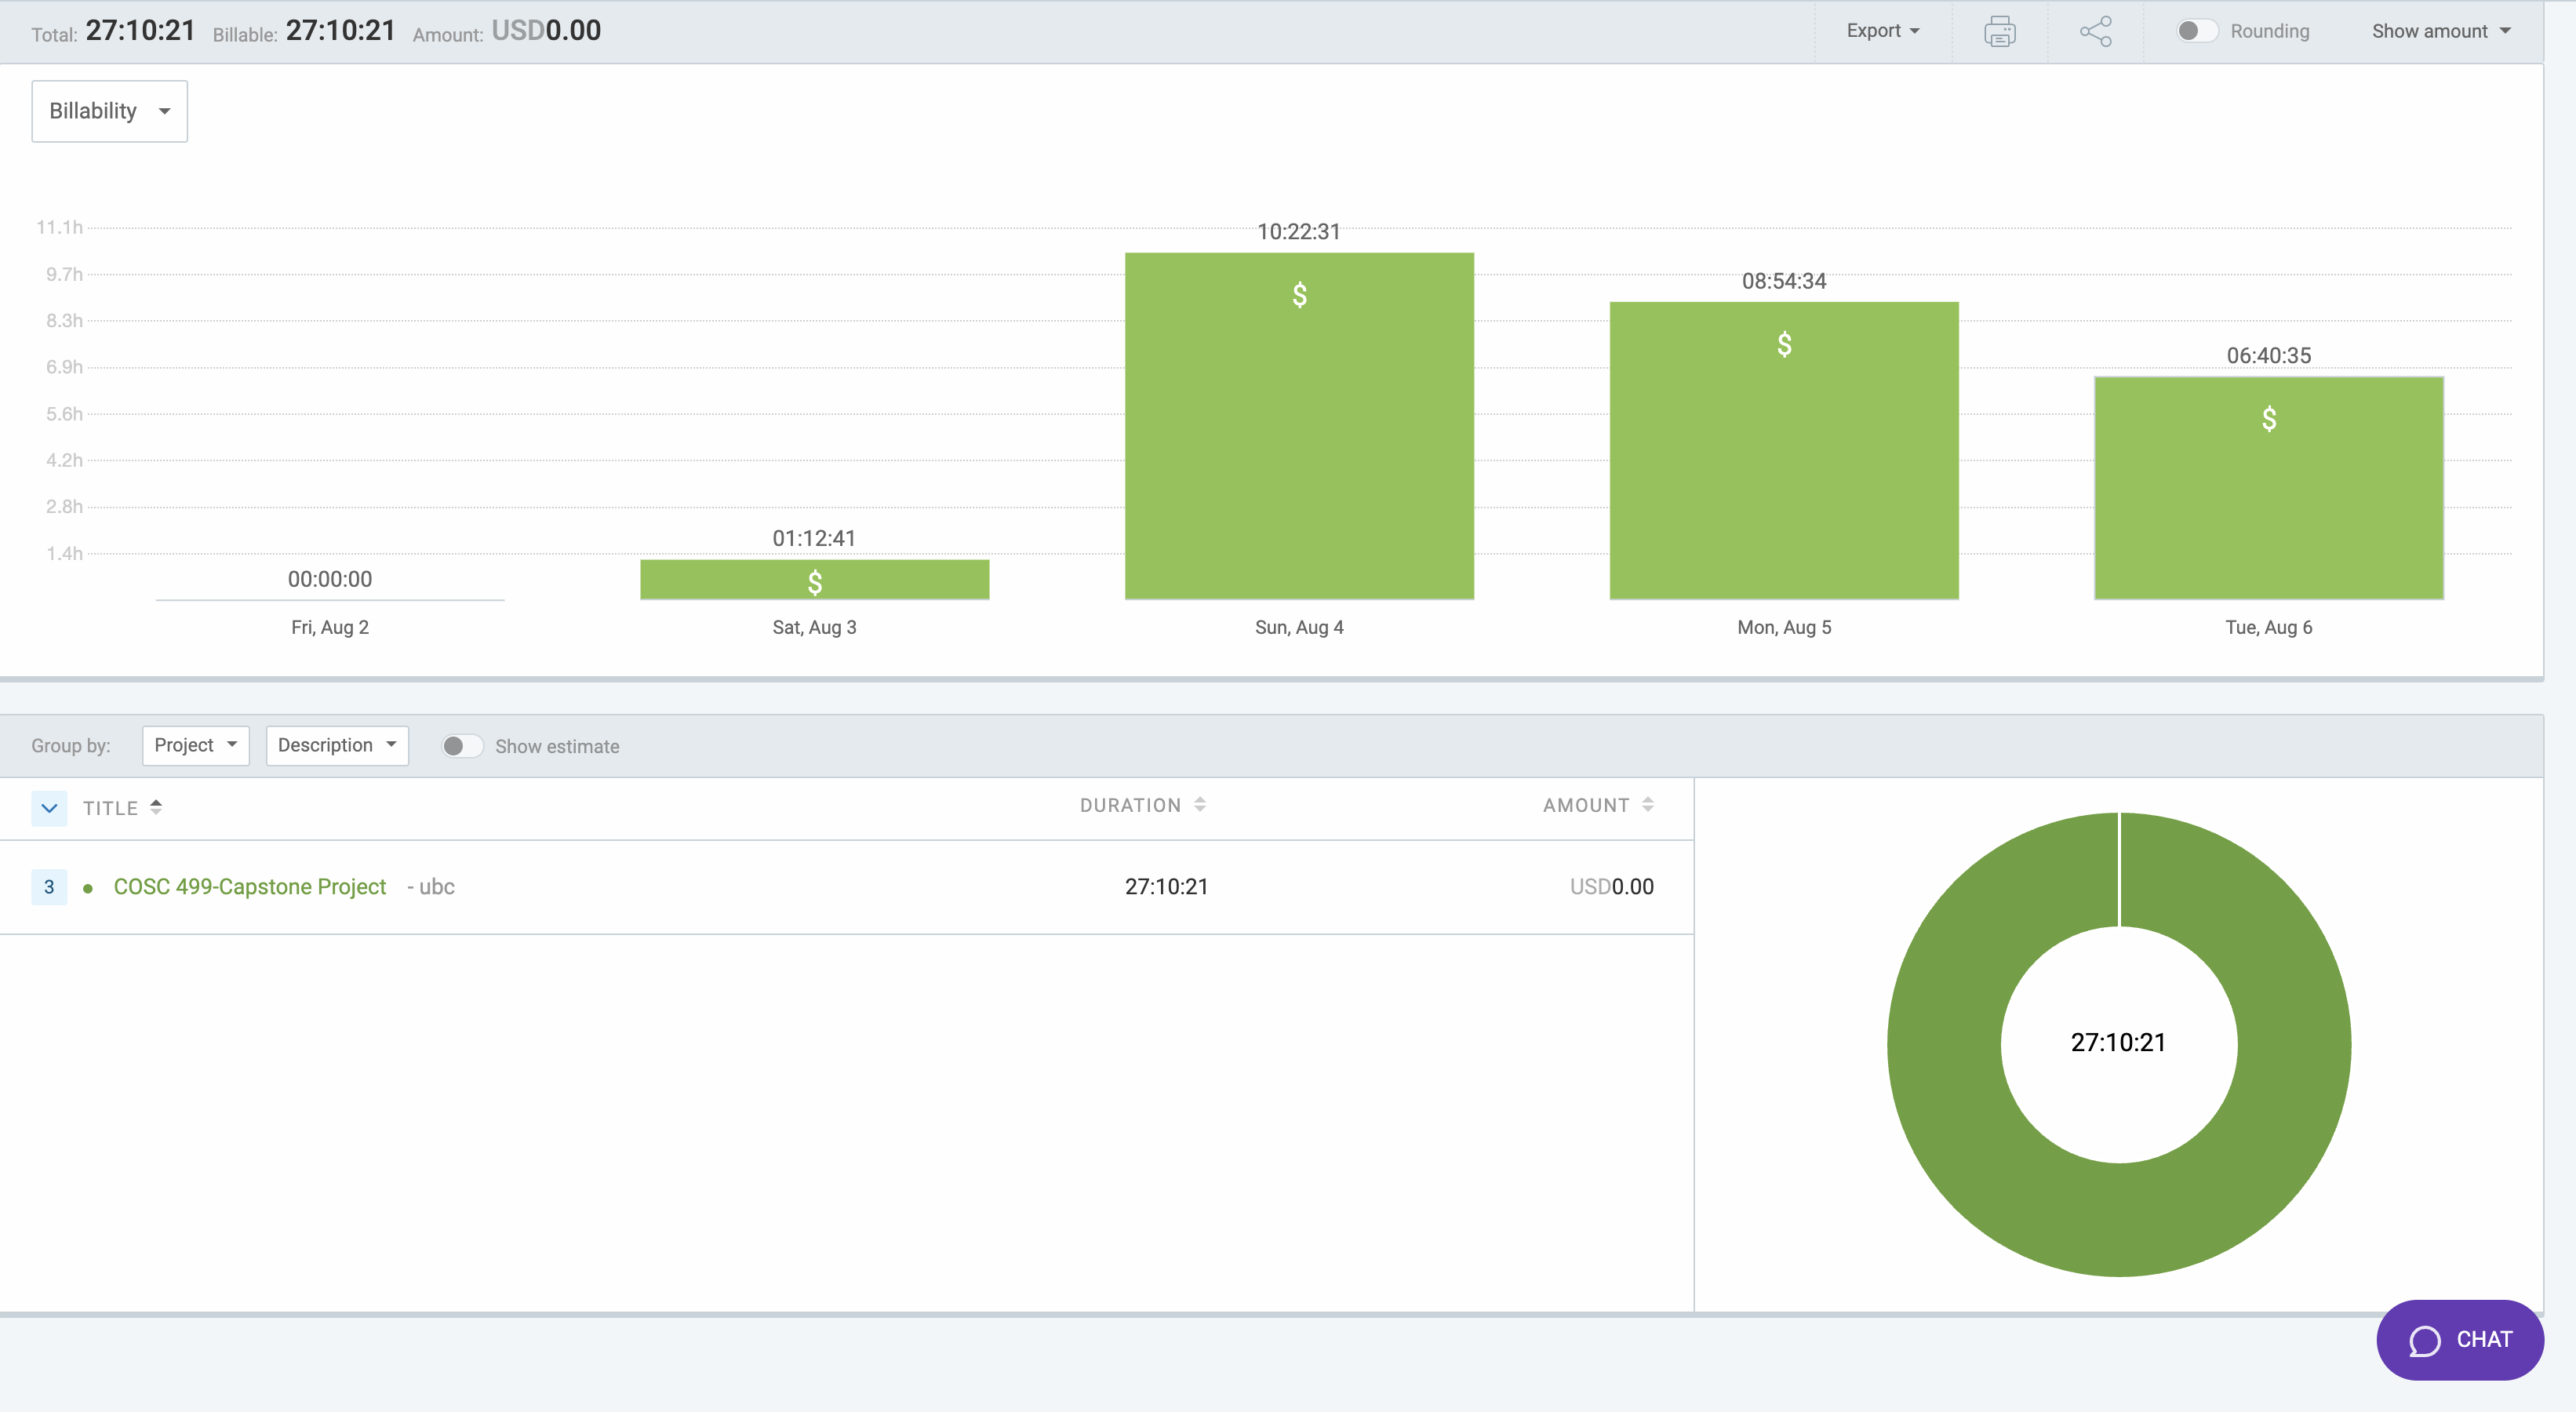 Total: 27:10:21 Billable: 27:10:21 Amount: USD0.00 Export Rounding Show amount
Billability
11.1h
10:22:31
9.7h
08:54:34
$
8.3h
$
6.9h
06:40:35
5.6h
$
4.2h
2.8h
01:12:41
1.4h
00:00:00
$
Fri, Aug 2 Sat, Aug 3 Sun, Aug 4 Mon, Aug 5 Tue, Aug 6
Group by: Project Description Show estimate
TITLE DURATION AMOUNT
3 • COSC 499-Capstone Project - ubc 27:10:21 USD0.00
27:10:21
CHAT